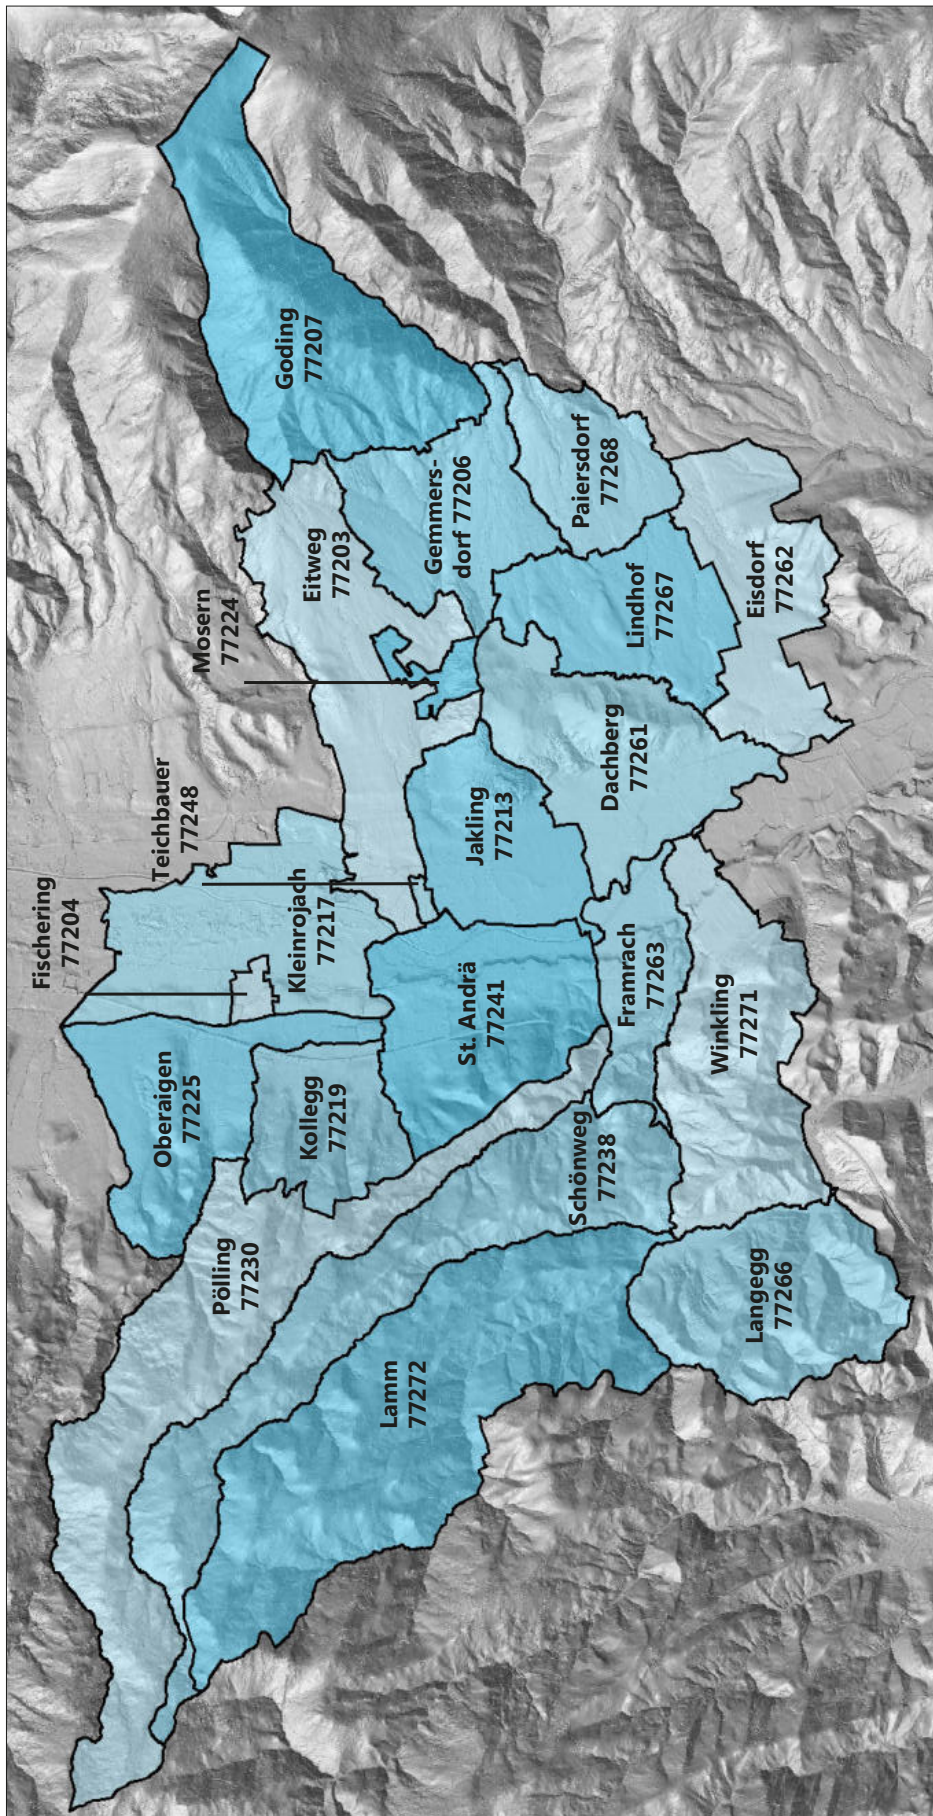 Fischering
77204
Teichbauer
77248
Mosern
77224
Goding
77207
Eitweg
77203
Gemmers-
dorf 77206
Paiersdorf
77268
Lindhof
77267
Eisdorf
77262
Dachberg
77261
Jakling
77213
Kleinrojach
77217
St. Andrä
77241
Framrach
77263
Winkling
77271
Oberaigen
77225
Kollegg
77219
Schönweg
77238
Pölling
77230
Lamm
77272
Langegg
77266